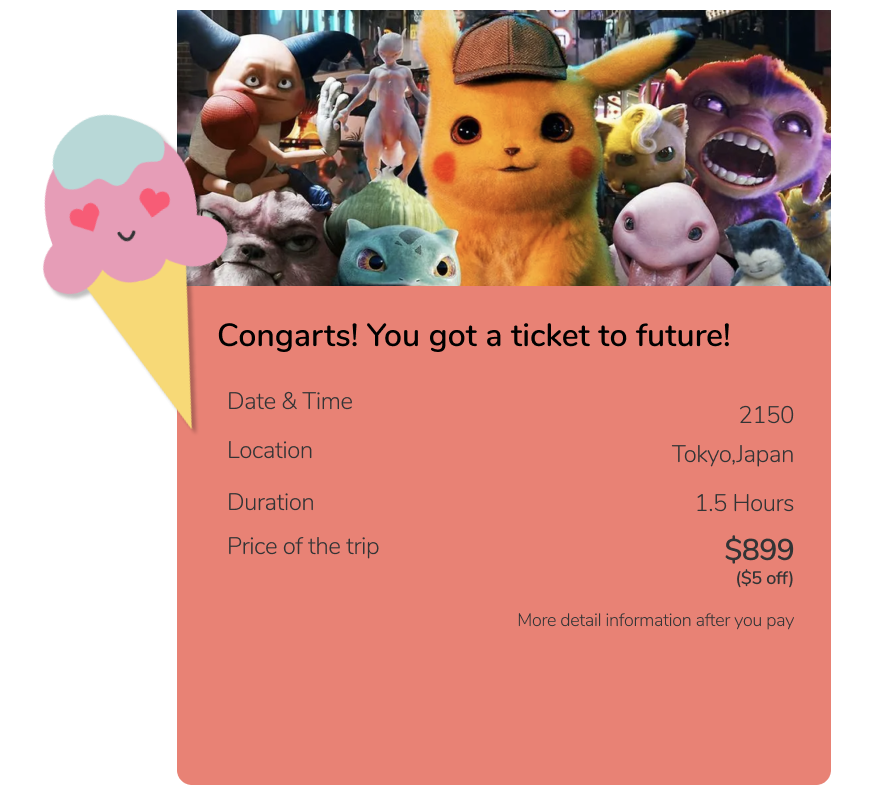 Congarts! You got a ticket to future!
Date & Time
2150
Location
Tokyo,Japan
Duration
1.5 Hours
Price of the trip
$899
($5 off)
More detail information after you pay